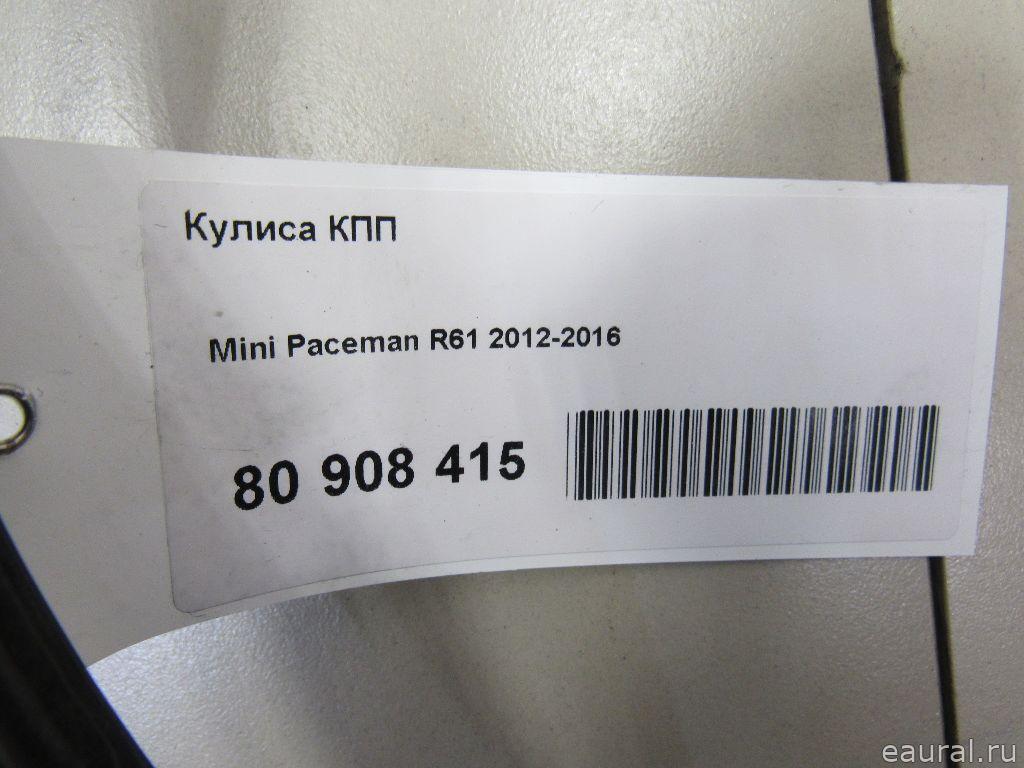 Кулиса КПП
Mini Paceman R61 2012-2016
80 908 415
eaural.ru